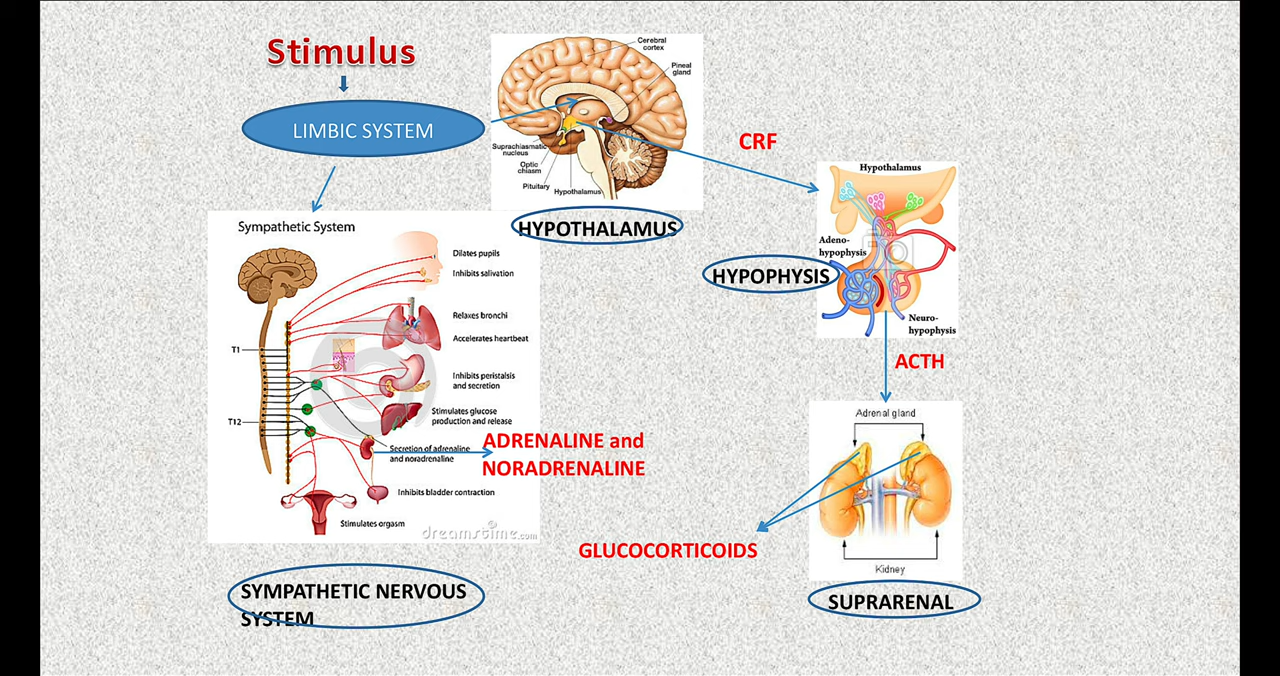 Stimulus
LIMBIC SYSTEM
Cerebral
cortex
Pineal
gland
Suprachiasmatic
nucleus
Optic
chiasm
Pituitary
Hypothalamus
HYPOTHALAMUS
CRF
Hypothalamus
Adeno-
hypophysis
HYPOPHYSIS
Neuro-
hypophysis
ACTH
Sympathetic System
Dilates pupils
Inhibits salivation
Relaxes bronchi
Accelerates heartbeat
T1
Inhibits peristalsis
and secretion
Stimulates glucose
production and release
T12
Secretion of adrenaline
and noradrenaline
ADRENALINE and
NORADRENALINE
Inhibits bladder contraction
Stimulates orgasm
dreamstime.com
Adrenal gland
GLUCOCORTICOIDS
Kidney
SYMPATHETIC NERVOUS
SYSTEM
SUPRARENAL